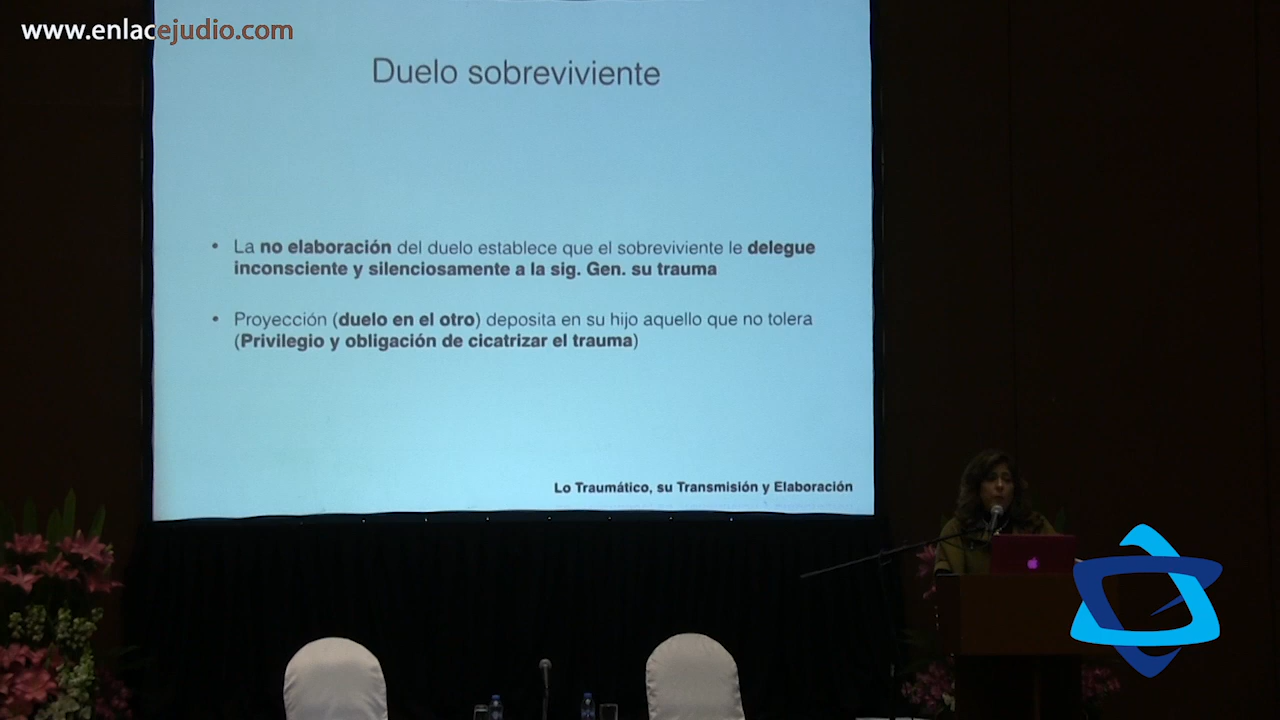 www.enlacejudio.com
Duelo sobreviviente
• La no elaboración del duelo establece que el sobreviviente le delegue
inconsciente y silenciosamente a la sig. Gen. su trauma
• Proyección (duelo en el otro) deposita en su hijo aquello que no tolera
(Privilegio y obligación de cicatrizar el trauma)
Lo Traumático, su Transmisión y Elaboración